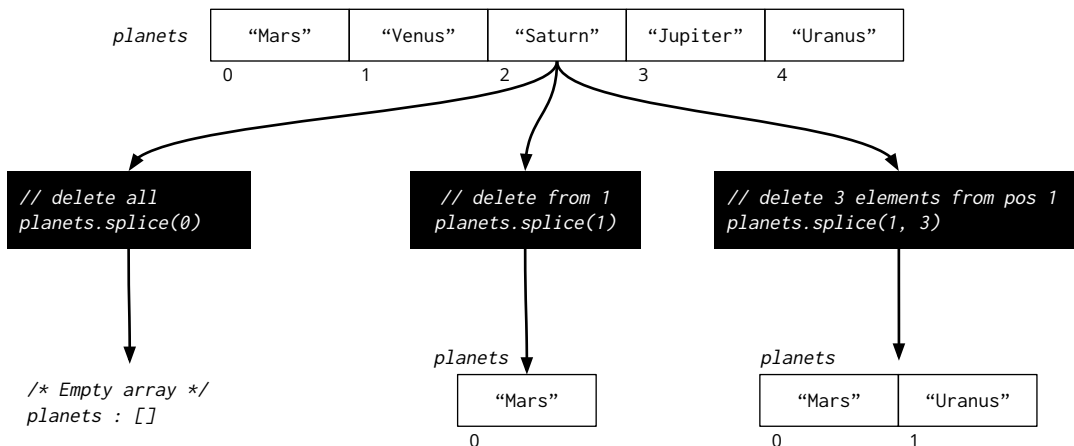 planets “Mars” “Venus” “Saturn” “Jupiter” “Uranus”
0 1 2 3 4
// delete all
planets.splice(0)
// delete from 1
planets.splice(1)
// delete 3 elements from pos 1
planets.splice(1, 3)
/* Empty array */
planets : []
planets
“Mars”
0
planets
“Mars” “Uranus”
0 1